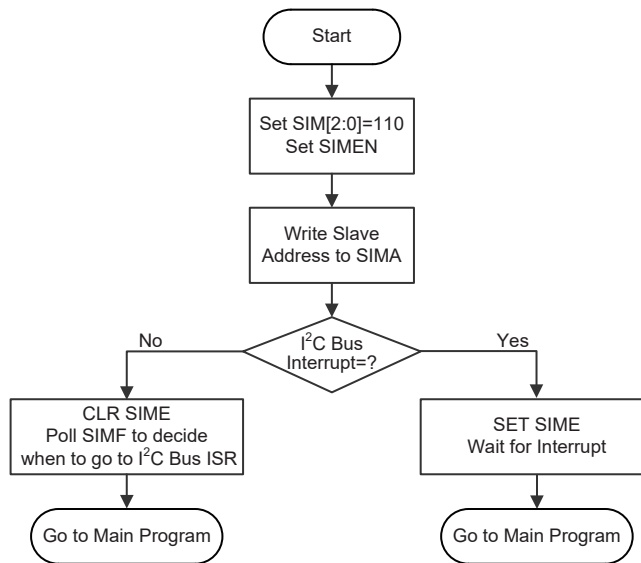 Start
Set SIM[2:0]=110
Set SIMEN
Write Slave
Address to SIMA
I²C Bus
Interrupt=?
No
Yes
CLR SIME
Poll SIMF to decide
when to go to I²C Bus ISR
SET SIME
Wait for Interrupt
Go to Main Program
Go to Main Program